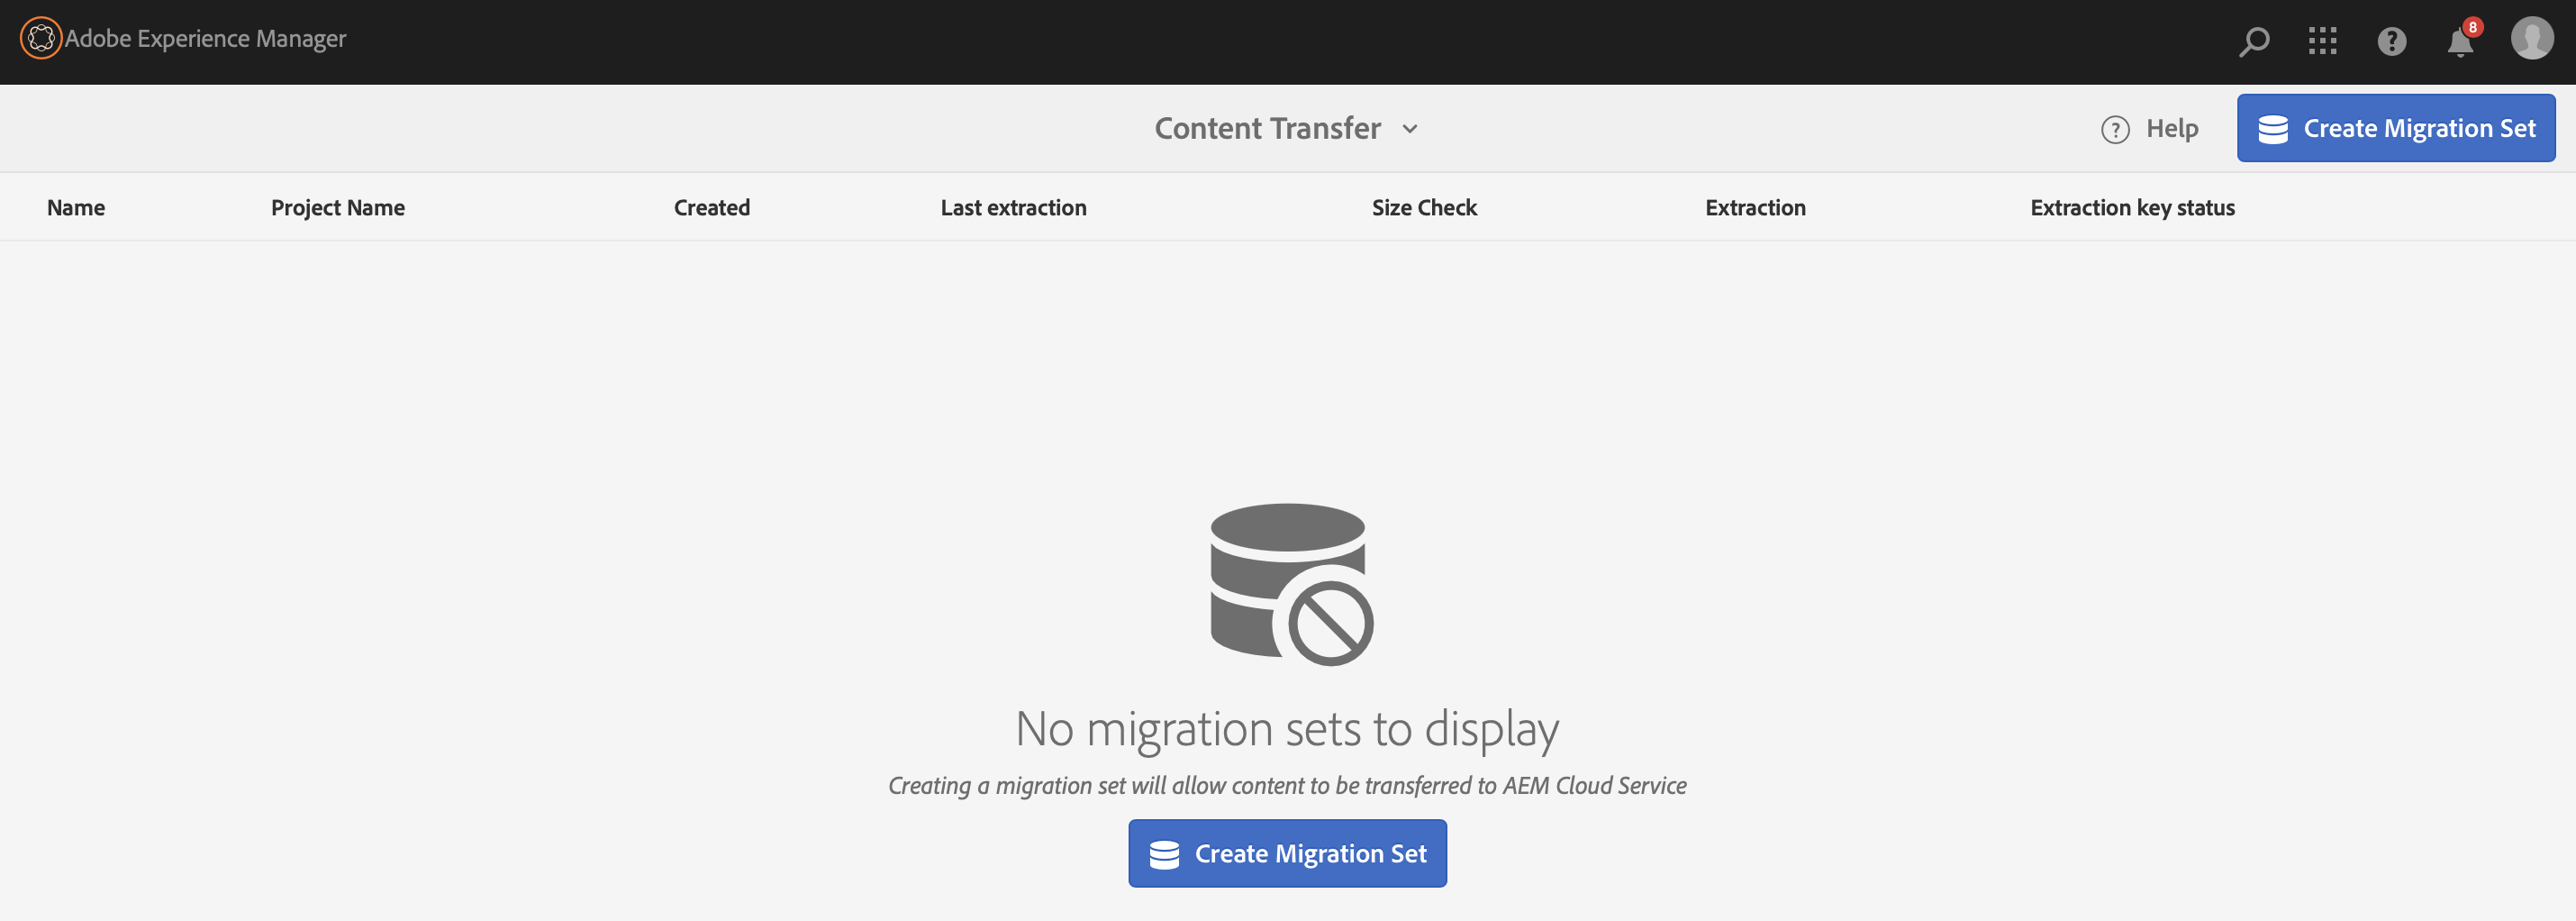 Adobe Experience Manager
8
Content Transfer
Help
Create Migration Set
Name Project Name Created Last extraction Size Check Extraction Extraction key status
No migration sets to display
Creating a migration set will allow content to be transferred to AEM Cloud Service
Create Migration Set